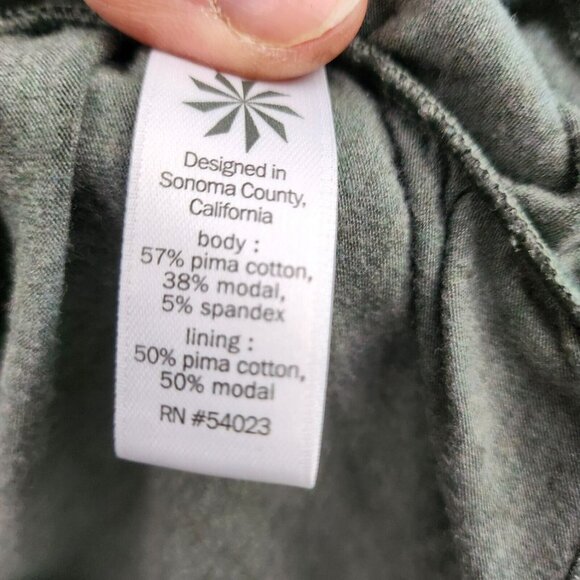 Designed in
Sonoma County,
California
body :
57% pima cotton,
38% modal,
5% spandex
lining :
50% pima cotton,
50% modal
RN #54023